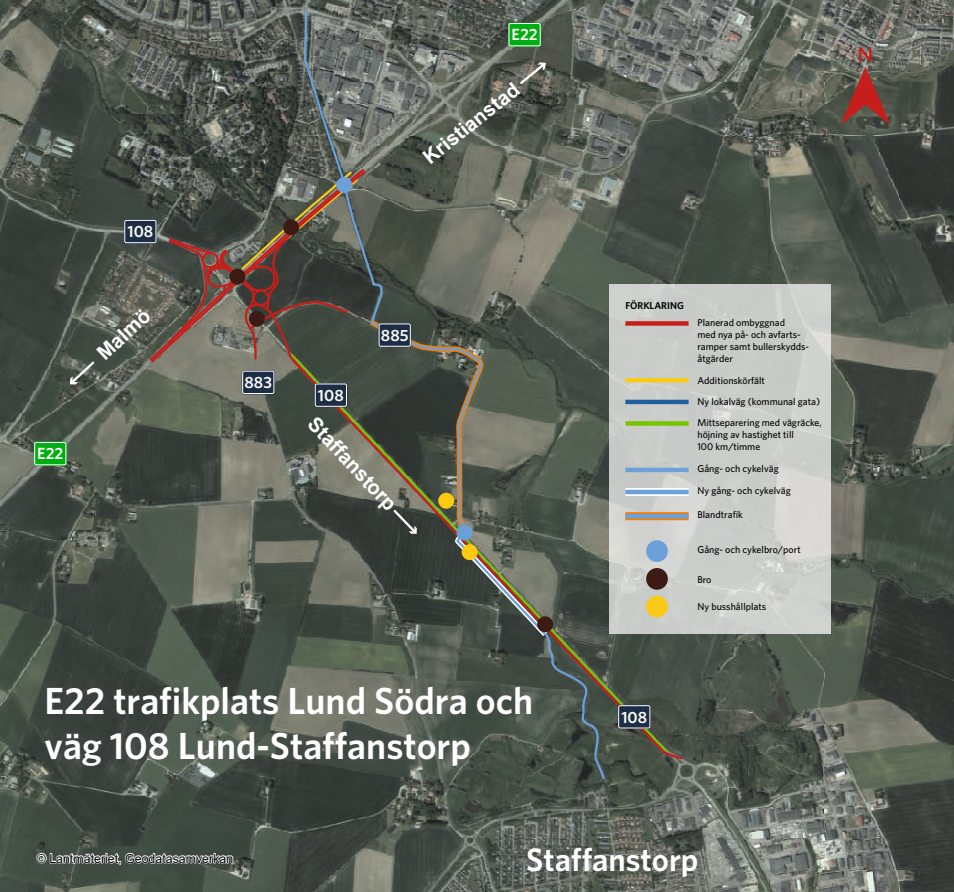 E22
N
Kristianstad
108
Malmö
885
883
108
E22
Staffanstorp
FÖRKLARING
Planerad ombyggnad
med nya på- och avfarts-
ramper samt bullerskydds-
åtgärder
Additionskörfält
Ny lokalväg (kommunal gata)
Mittseparering med vägräcke,
höjning av hastighet till
100 km/timme
Gång- och cykelväg
Ny gång- och cykelväg
Blandtrafik
Gång- och cykelbro/port
Bro
Ny busshållplats
E22 trafikplats Lund Södra och
väg 108 Lund-Staffanstorp
108
© Lantmäteriet, Geodatasamverkan
Staffanstorp